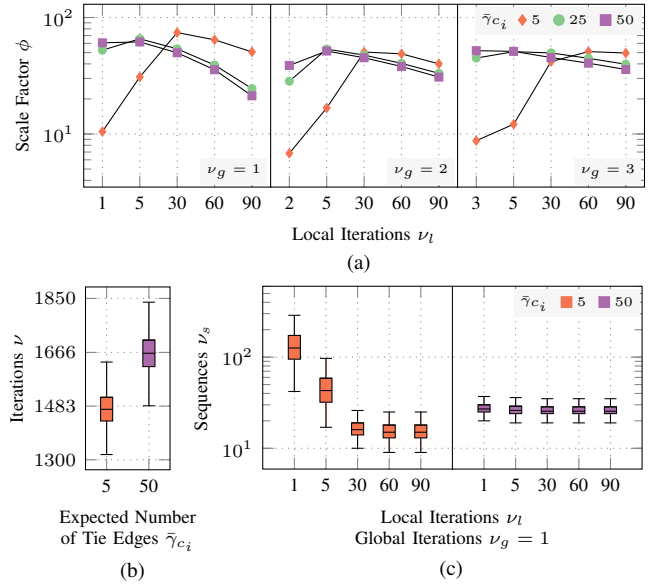 Scale Factor ϕ
10²
10¹
γ̄_{c_i} 5 25 50
ν_g = 1
ν_g = 2
ν_g = 3
1 5 30 60 90
2 5 30 60 90
3 5 30 60 90
Local Iterations ν_l
(a)
Iterations ν
1850
1666
1483
1300
5 50
Expected Number
of Tie Edges γ̄_{c_i}
(b)
Sequences ν_s
10²
10¹
γ̄_{c_i} 5 50
1 5 30 60 90
1 5 30 60 90
Local Iterations ν_l
Global Iterations ν_g = 1
(c)